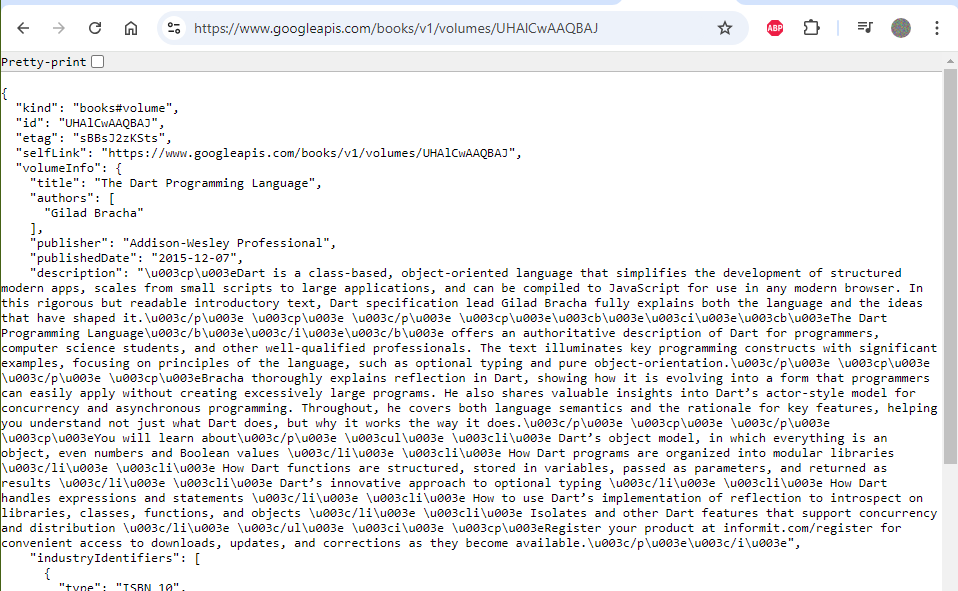 https://www.googleapis.com/books/v1/volumes/UHAlCwAAQBAJ
ABP
Pretty-print
{
  "kind": "books#volume",
  "id": "UHAlCwAAQBAJ",
  "etag": "sBBsJ2zKSts",
  "selfLink": "https://www.googleapis.com/books/v1/volumes/UHAlCwAAQBAJ",
  "volumeInfo": {
    "title": "The Dart Programming Language",
    "authors": [
      "Gilad Bracha"
    ],
    "publisher": "Addison-Wesley Professional",
    "publishedDate": "2015-12-07",
    "description": "\u003cp\u003eDart is a class-based, object-oriented language that simplifies the development of structured
modern apps, scales from small scripts to large applications, and can be compiled to JavaScript for use in any modern browser. In
this rigorous but readable introductory text, Dart specification lead Gilad Bracha fully explains both the language and the ideas
that have shaped it.\u003c/p\u003e \u003cp\u003e \u003c/p\u003e \u003cp\u003e\u003cb\u003e\u003ci\u003e\u003cb\u003eThe Dart
Programming Language\u003c/b\u003e\u003c/i\u003e\u003c/b\u003e offers an authoritative description of Dart for programmers,
computer science students, and other well-qualified professionals. The text illuminates key programming constructs with significant
examples, focusing on principles of the language, such as optional typing and pure object-orientation.\u003c/p\u003e \u003cp\u003e
\u003c/p\u003e \u003cp\u003eBracha thoroughly explains reflection in Dart, showing how it is evolving into a form that programmers
can easily apply without creating excessively large programs. He also shares valuable insights into Dart’s actor-style model for
concurrency and asynchronous programming. Throughout, he covers both language semantics and the rationale for key features, helping
you understand not just what Dart does, but why it works the way it does.\u003c/p\u003e \u003cp\u003e \u003c/p\u003e
\u003cp\u003eYou will learn about\u003c/p\u003e \u003cul\u003e \u003cli\u003e Dart’s object model, in which everything is an
object, even numbers and Boolean values \u003c/li\u003e \u003cli\u003e How Dart programs are organized into modular libraries
\u003c/li\u003e \u003cli\u003e How Dart functions are structured, stored in variables, passed as parameters, and returned as
results \u003c/li\u003e \u003cli\u003e Dart’s innovative approach to optional typing \u003c/li\u003e \u003cli\u003e How Dart
handles expressions and statements \u003c/li\u003e \u003cli\u003e How to use Dart’s implementation of reflection to introspect on
libraries, classes, functions, and objects \u003c/li\u003e \u003cli\u003e Isolates and other Dart features that support concurrency
and distribution \u003c/li\u003e \u003c/ul\u003e \u003ci\u003e \u003cp\u003eRegister your product at informit.com/register for
convenient access to downloads, updates, and corrections as they become available.\u003c/p\u003e\u003c/i\u003e",
    "industryIdentifiers": [
      {
        "type": "ISBN_10",